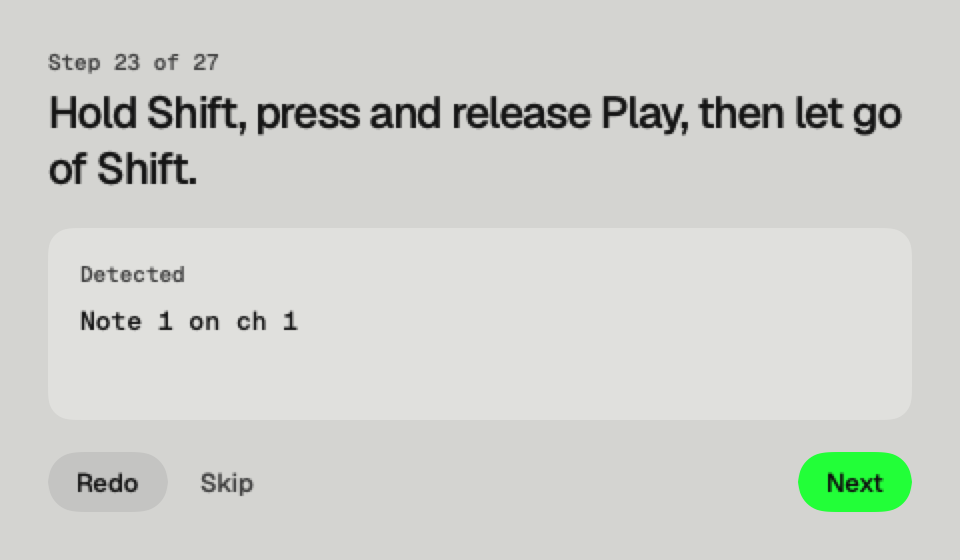 Step 23 of 27
Hold Shift, press and release Play, then let go
of Shift.
Detected
Note 1 on ch 1
Redo
Skip
Next